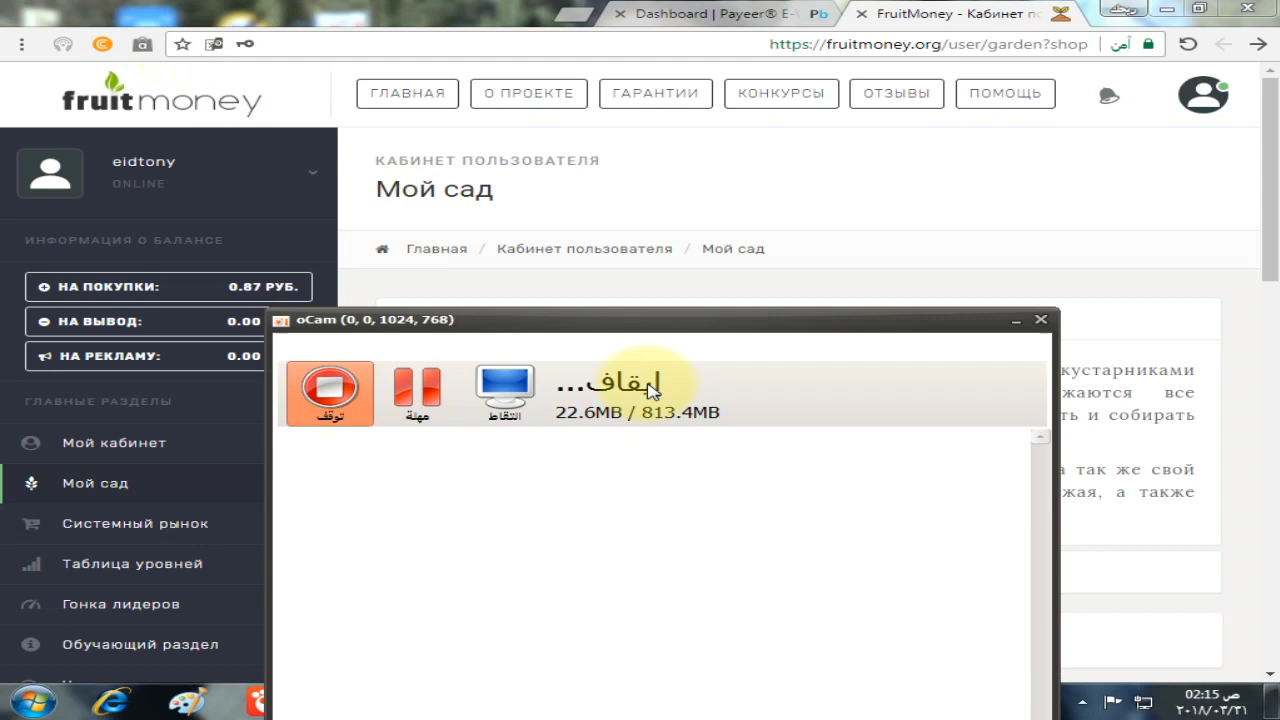 Dashboard | Payeer® E-
Pb
FruitMoney - Кабинет по
https://fruitmoney.org/user/garden?shop
آمن
fruitmoney
ГЛАВНАЯ
О ПРОЕКТЕ
ГАРАНТИИ
КОНКУРСЫ
ОТЗЫВЫ
ПОМОЩЬ
eidtony
ONLINE
КАБИНЕТ ПОЛЬЗОВАТЕЛЯ
Мой сад
ИНФОРМАЦИЯ О БАЛАНСЕ
Главная / Кабинет пользователя / Мой сад
НА ПОКУПКИ: 0.87 РУБ.
НА ВЫВОД: 0.00
НА РЕКЛАМУ: 0.00
ГЛАВНЫЕ РАЗДЕЛЫ
Мой кабинет
Мой сад
Системный рынок
Таблица уровней
Гонка лидеров
Обучающий раздел
oCam (0, 0, 1024, 768)
إيقاف...
توقف
مهلة
التقاط
22.6MB / 813.4MB
кустарниками
жаются все
ть и собирать
а так же свой
жая, а также
02:15 ص
٢٠١٨/٠٣/٢١